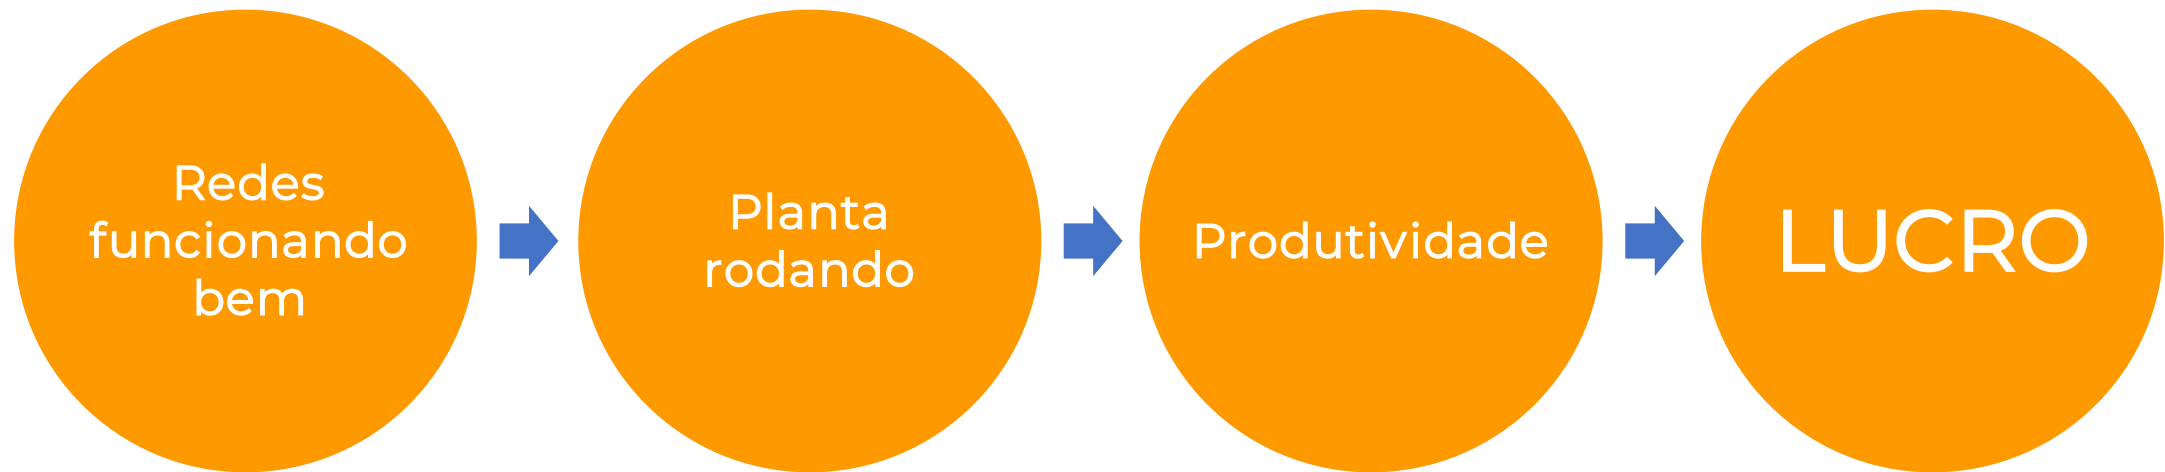 Redes
funcionando
bem
Planta
rodando
Produtividade
LUCRO